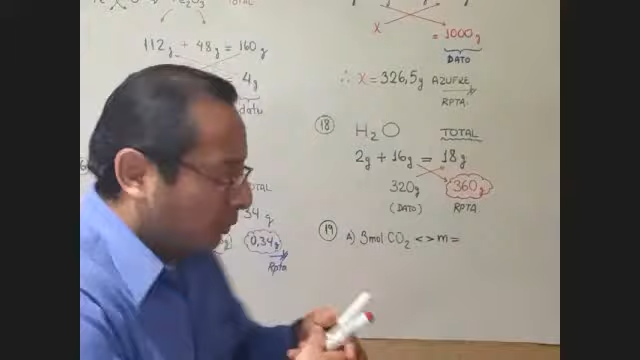 TOTAL
112g + 48g = 160g
= 4g
dato
TOTAL
34 g
0,34g
Rpta
x
= 1000g
DATO
∴ X = 326,5g AZUFRE
RPTA.
18
H₂O TOTAL
2g + 16g = 18g
320g 360g
(DATO) RPTA
19
A) 3mol CO₂ <> m =